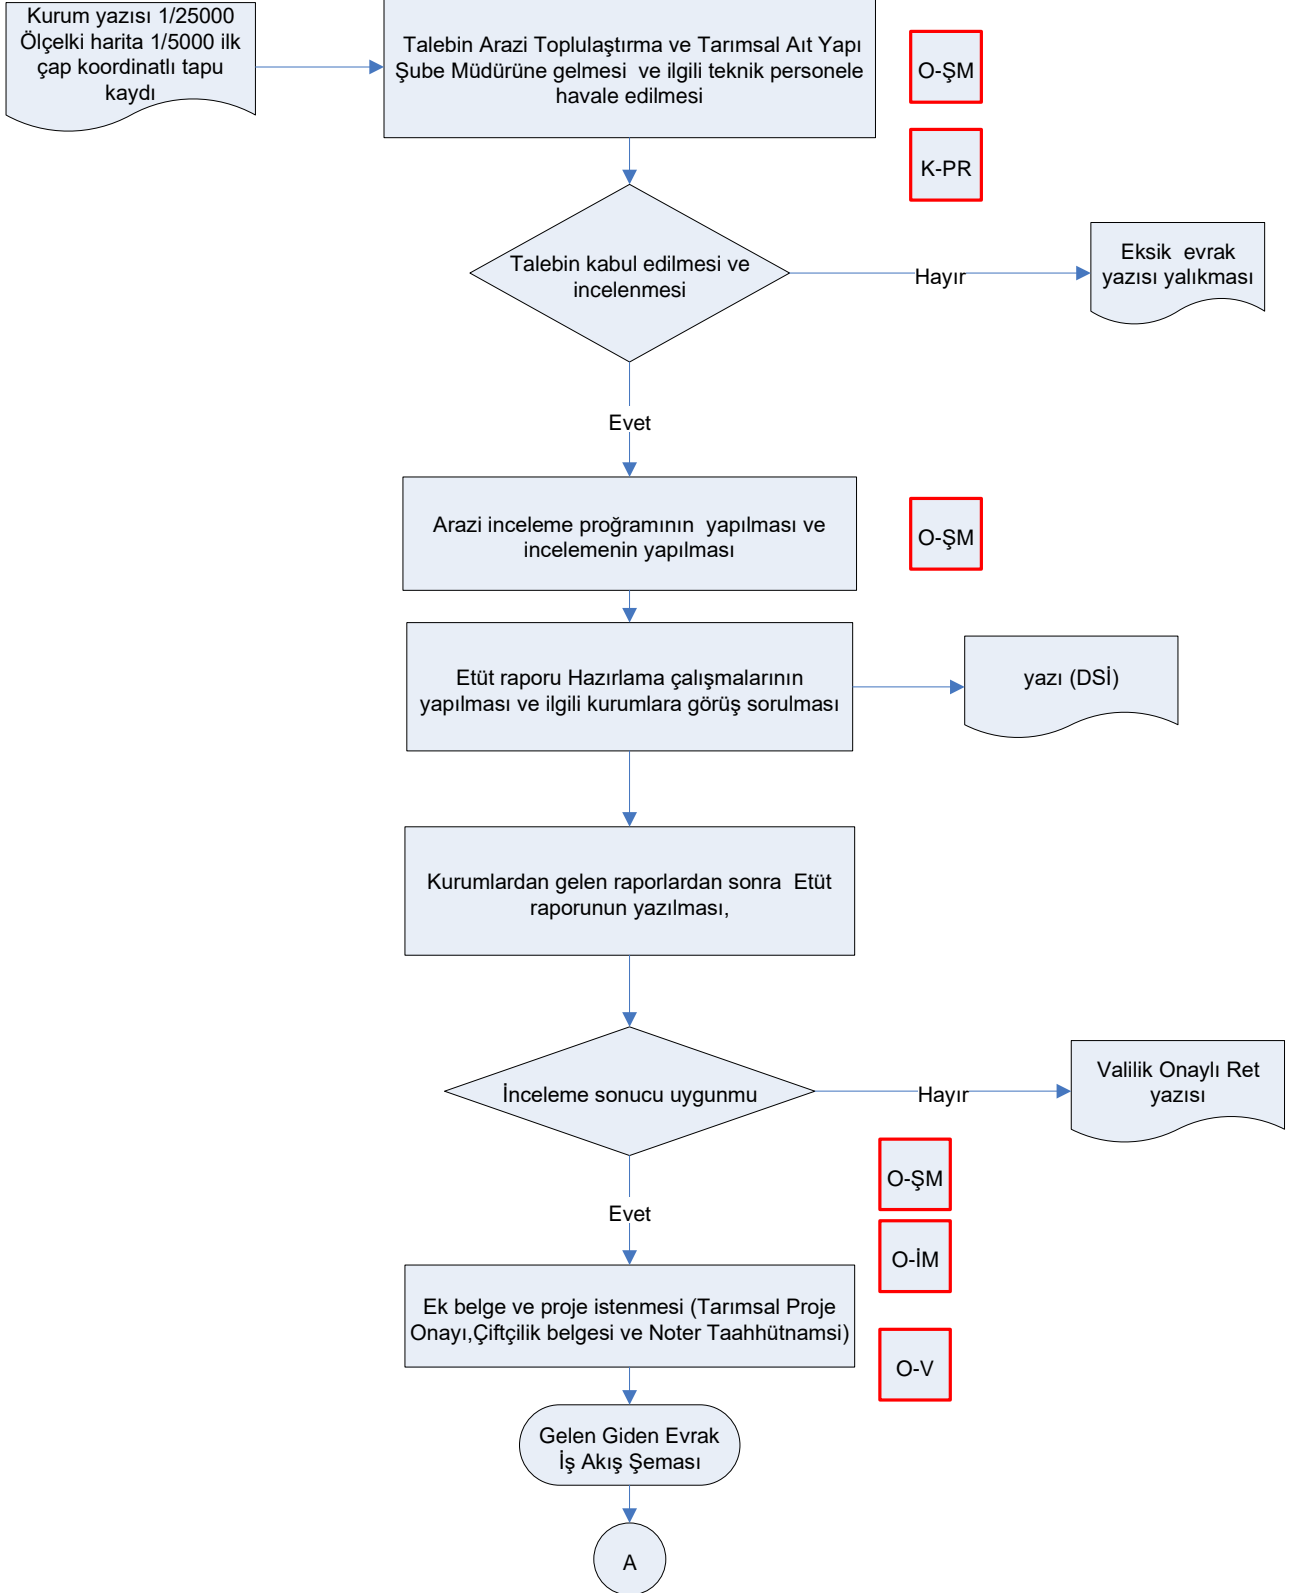 Kurum yazısı 1/25000
Ölçelki harita 1/5000 ilk
çap koordinatlı tapu
kaydı
Talebin Arazi Toplulaştırma ve Tarımsal Aıt Yapı
Şube Müdürüne gelmesi ve ilgili teknik personele
havale edilmesi
O-ŞM
K-PR
Talebin kabul edilmesi ve
incelenmesi
Hayır
Eksik evrak
yazısı yalıkması
Evet
Arazi inceleme proğramının yapılması ve
incelemenin yapılması
O-ŞM
Etüt raporu Hazırlama çalışmalarının
yapılması ve ilgili kurumlara görüş sorulması
yazı (DSİ)
Kurumlardan gelen raporlardan sonra Etüt
raporunun yazılması,
İnceleme sonucu uygunmu
Hayır
Valilik Onaylı Ret
yazısı
O-ŞM
Evet
O-İM
Ek belge ve proje istenmesi (Tarımsal Proje
Onayı,Çiftçilik belgesi ve Noter Taahhütnamsi)
O-V
Gelen Giden Evrak
İş Akış Şeması
A